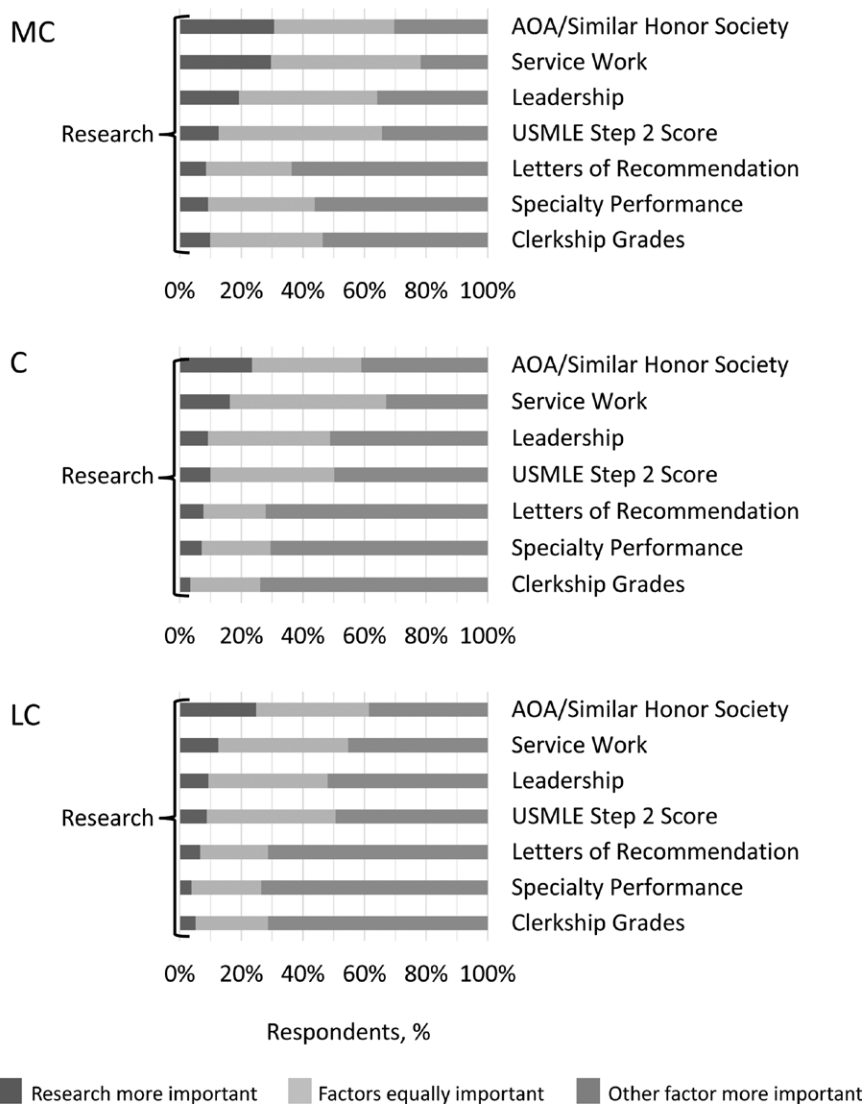 MC
Research
AOA/Similar Honor Society
Service Work
Leadership
USMLE Step 2 Score
Letters of Recommendation
Specialty Performance
Clerkship Grades
0% 20% 40% 60% 80% 100%
C
Research
AOA/Similar Honor Society
Service Work
Leadership
USMLE Step 2 Score
Letters of Recommendation
Specialty Performance
Clerkship Grades
0% 20% 40% 60% 80% 100%
LC
Research
AOA/Similar Honor Society
Service Work
Leadership
USMLE Step 2 Score
Letters of Recommendation
Specialty Performance
Clerkship Grades
0% 20% 40% 60% 80% 100%
Respondents, %
Research more important Factors equally important Other factor more important